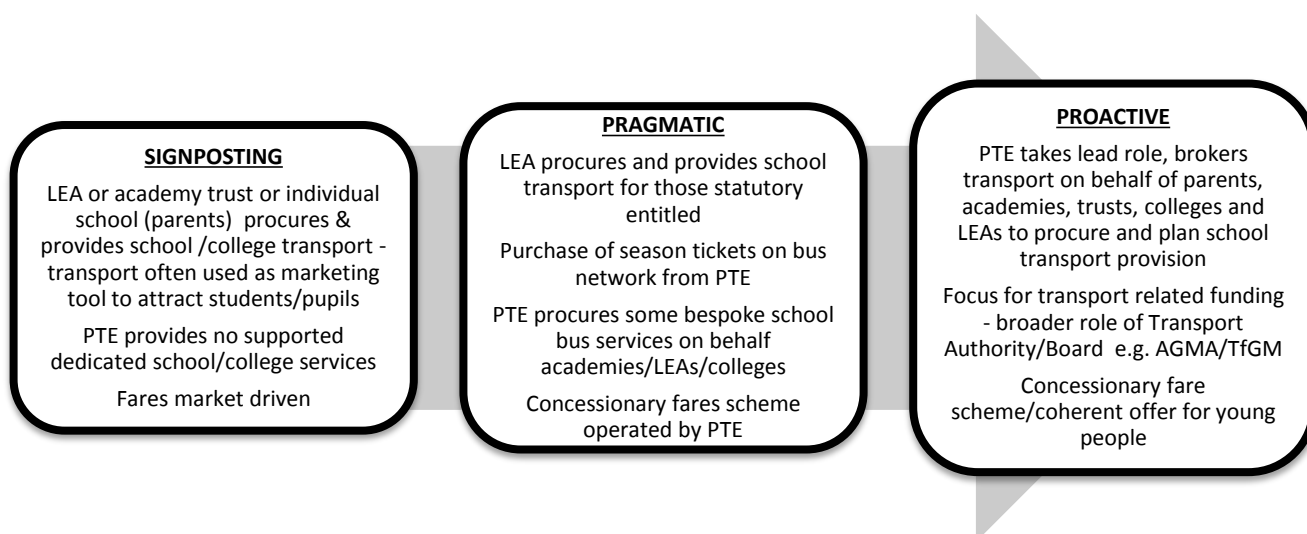 SIGNPOSTING
LEA or academy trust or individual
school (parents)  procures &
provides school /college transport -
transport often used as marketing
tool to attract students/pupils
PTE provides no supported
dedicated school/college services
Fares market driven
PRAGMATIC
LEA procures and provides school
transport for those statutory
entitled
Purchase of season tickets on bus
network from PTE
PTE procures some bespoke school
bus services on behalf
academies/LEAs/colleges
Concessionary fares scheme
operated by PTE
PROACTIVE
PTE takes lead role, brokers
transport on behalf of parents,
academies, trusts, colleges and
LEAs to procure and plan school
transport provision
Focus for transport related funding
- broader role of Transport
Authority/Board  e.g. AGMA/TfGM
Concessionary fare
scheme/coherent offer for young
people